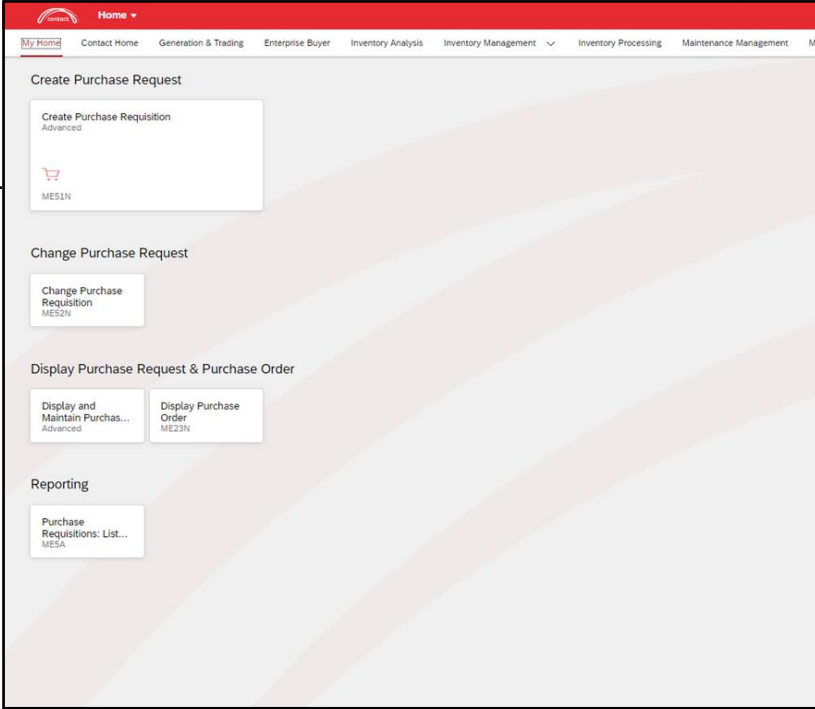 contact
Home
My Home Contact Home Generation & Trading Enterprise Buyer Inventory Analysis Inventory Management Inventory Processing Maintenance Management M
Create Purchase Request
Create Purchase Requisition
Advanced
ME51N
Change Purchase Request
Change Purchase
Requisition
ME52N
Display Purchase Request & Purchase Order
Display and
Maintain Purchas...
Advanced
Display Purchase
Order
ME23N
Reporting
Purchase
Requisitions: List...
ME5A